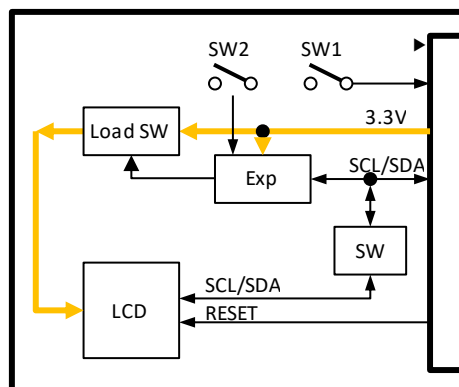 SW2
SW1
3.3V
Load SW
SCL/SDA
Exp
SW
SCL/SDA
LCD
RESET